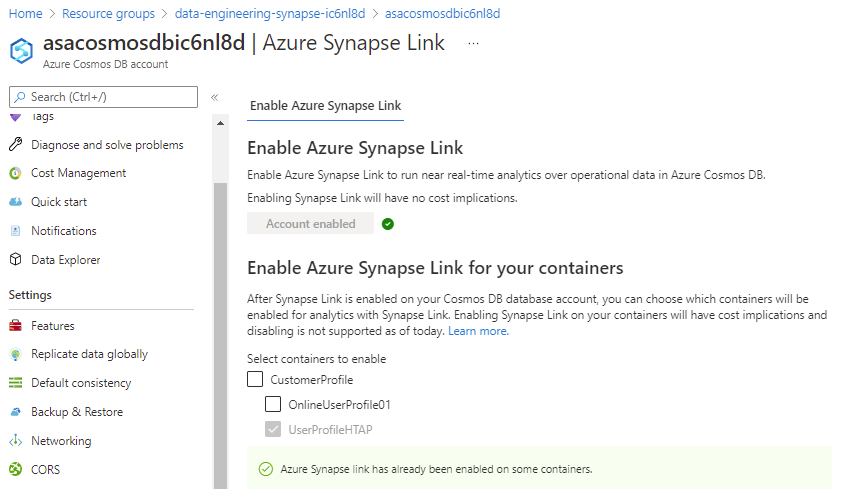 Home > Resource groups > data-engineering-synapse-ic6nl8d > asacosmosdbic6nl8d
asacosmosdbic6nl8d | Azure Synapse Link ...
Azure Cosmos DB account
Search (Ctrl+/) «
Tags
Diagnose and solve problems
Cost Management
Quick start
Notifications
Data Explorer
Settings
Features
Replicate data globally
Default consistency
Backup & Restore
Networking
CORS
Enable Azure Synapse Link
Enable Azure Synapse Link
Enable Azure Synapse Link to run near real-time analytics over operational data in Azure Cosmos DB.
Enabling Synapse Link will have no cost implications.
Account enabled
Enable Azure Synapse Link for your containers
After Synapse Link is enabled on your Cosmos DB database account, you can choose which containers will be
enabled for analytics with Synapse Link. Enabling Synapse Link on your containers will have cost implications and
disabling is not supported as of today. Learn more.
Select containers to enable
CustomerProfile
OnlineUserProfile01
UserProfileHTAP
Azure Synapse link has already been enabled on some containers.